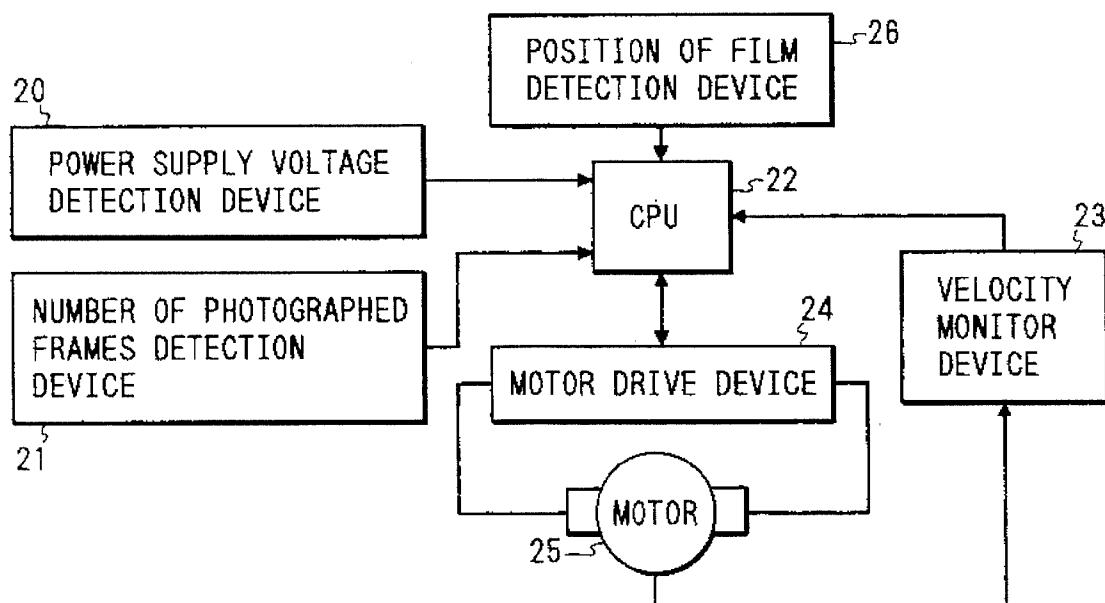 26
POSITION OF FILM
DETECTION DEVICE
20
POWER SUPPLY VOLTAGE
DETECTION DEVICE
22
CPU
23
NUMBER OF PHOTOGRAPHED
FRAMES DETECTION
DEVICE
21
VELOCITY
MONITOR
DEVICE
24
MOTOR DRIVE DEVICE
MOTOR
25